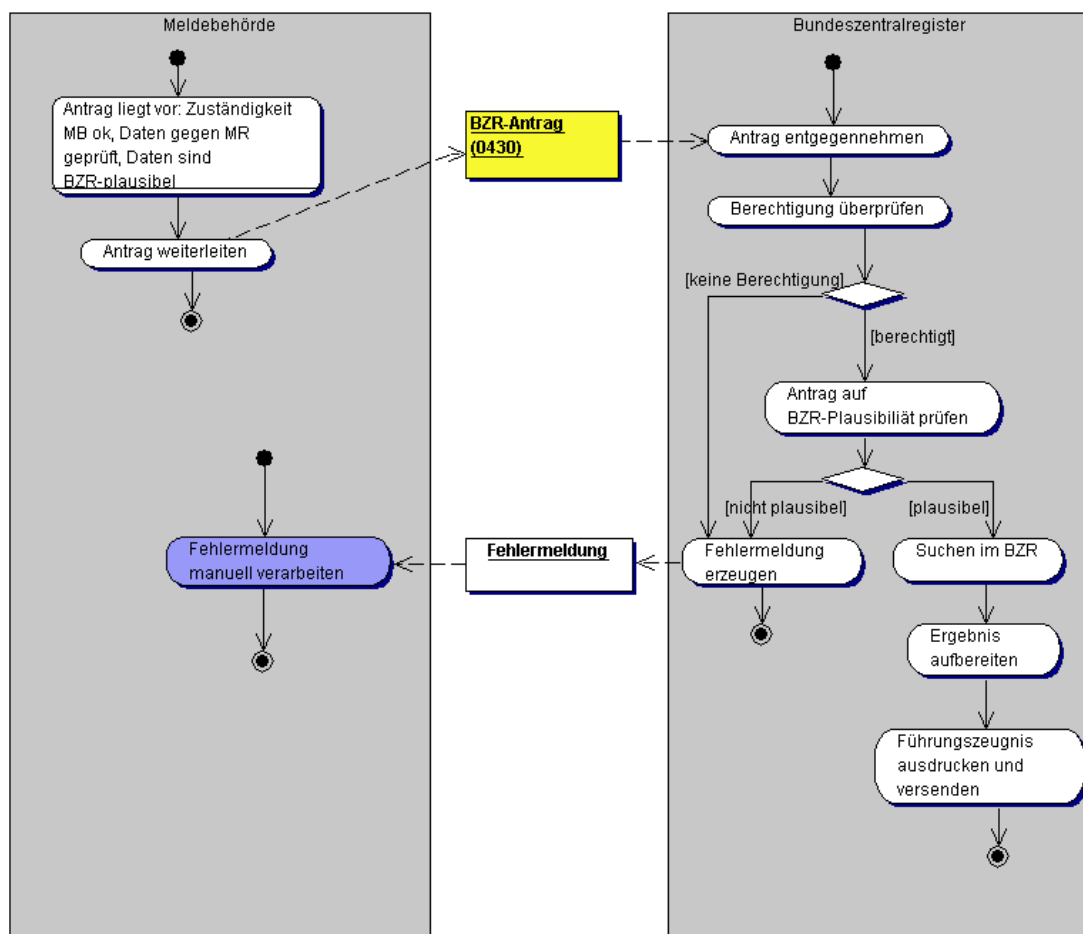 Meldebehörde
Antrag liegt vor: Zuständigkeit
MB ok, Daten gegen MR
geprüft, Daten sind
BZR-plausibel
Antrag weiterleiten
BZR-Antrag
(0430)
Bundeszentralregister
Antrag entgegennehmen
Berechtigung überprüfen
[keine Berechtigung]
[berechtigt]
Antrag auf
BZR-Plausibiliät prüfen
[nicht plausibel]
[plausibel]
Fehlermeldung
manuell verarbeiten
Fehlermeldung
Fehlermeldung
erzeugen
Suchen im BZR
Ergebnis
aufbereiten
Führungszeugnis
ausdrucken und
versenden